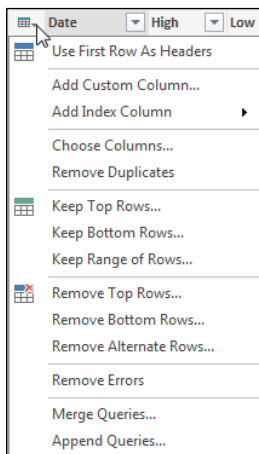 Date High Low
Use First Row As Headers
Add Custom Column...
Add Index Column
Choose Columns...
Remove Duplicates
Keep Top Rows...
Keep Bottom Rows...
Keep Range of Rows...
Remove Top Rows...
Remove Bottom Rows...
Remove Alternate Rows...
Remove Errors
Merge Queries...
Append Queries...